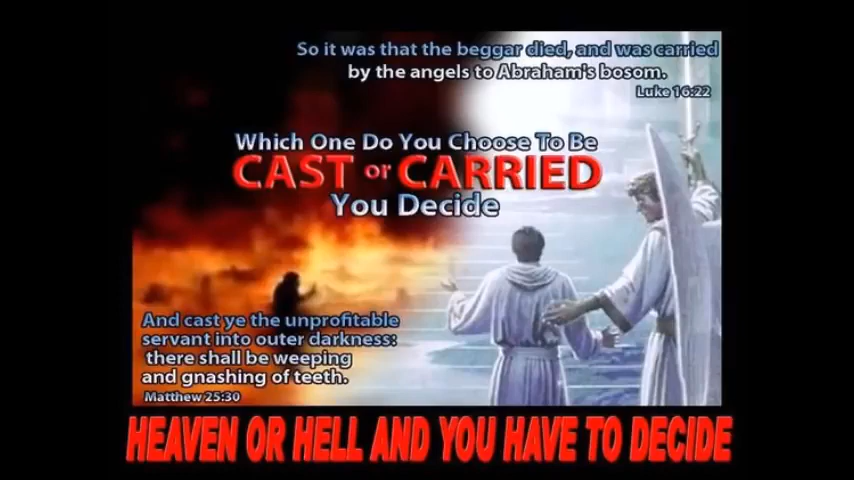 So it was that the beggar died, and was carried
by the angels to Abraham's bosom.
Luke 16:22
Which One Do You Choose To Be
CAST or CARRIED
You Decide
And cast ye the unprofitable
servant into outer darkness:
there shall be weeping
and gnashing of teeth.
Matthew 25:30
HEAVEN OR HELL AND YOU HAVE TO DECIDE